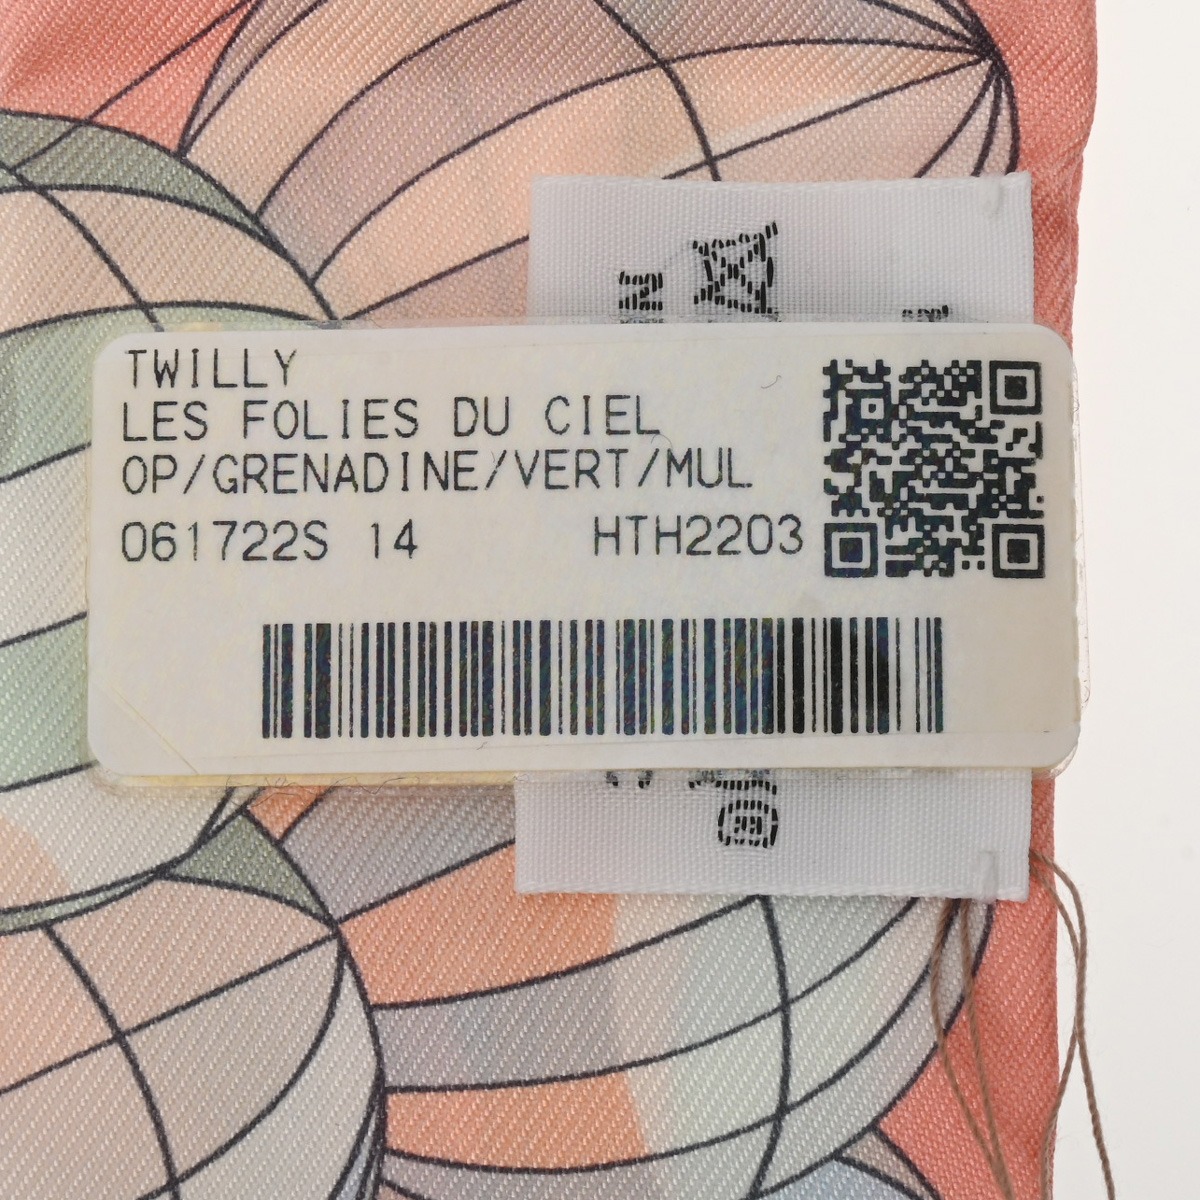 TWILLY
LES FOLIES DU CIEL
OP/GRENADINE/VERT/MUL
061722S 14 HTH2203